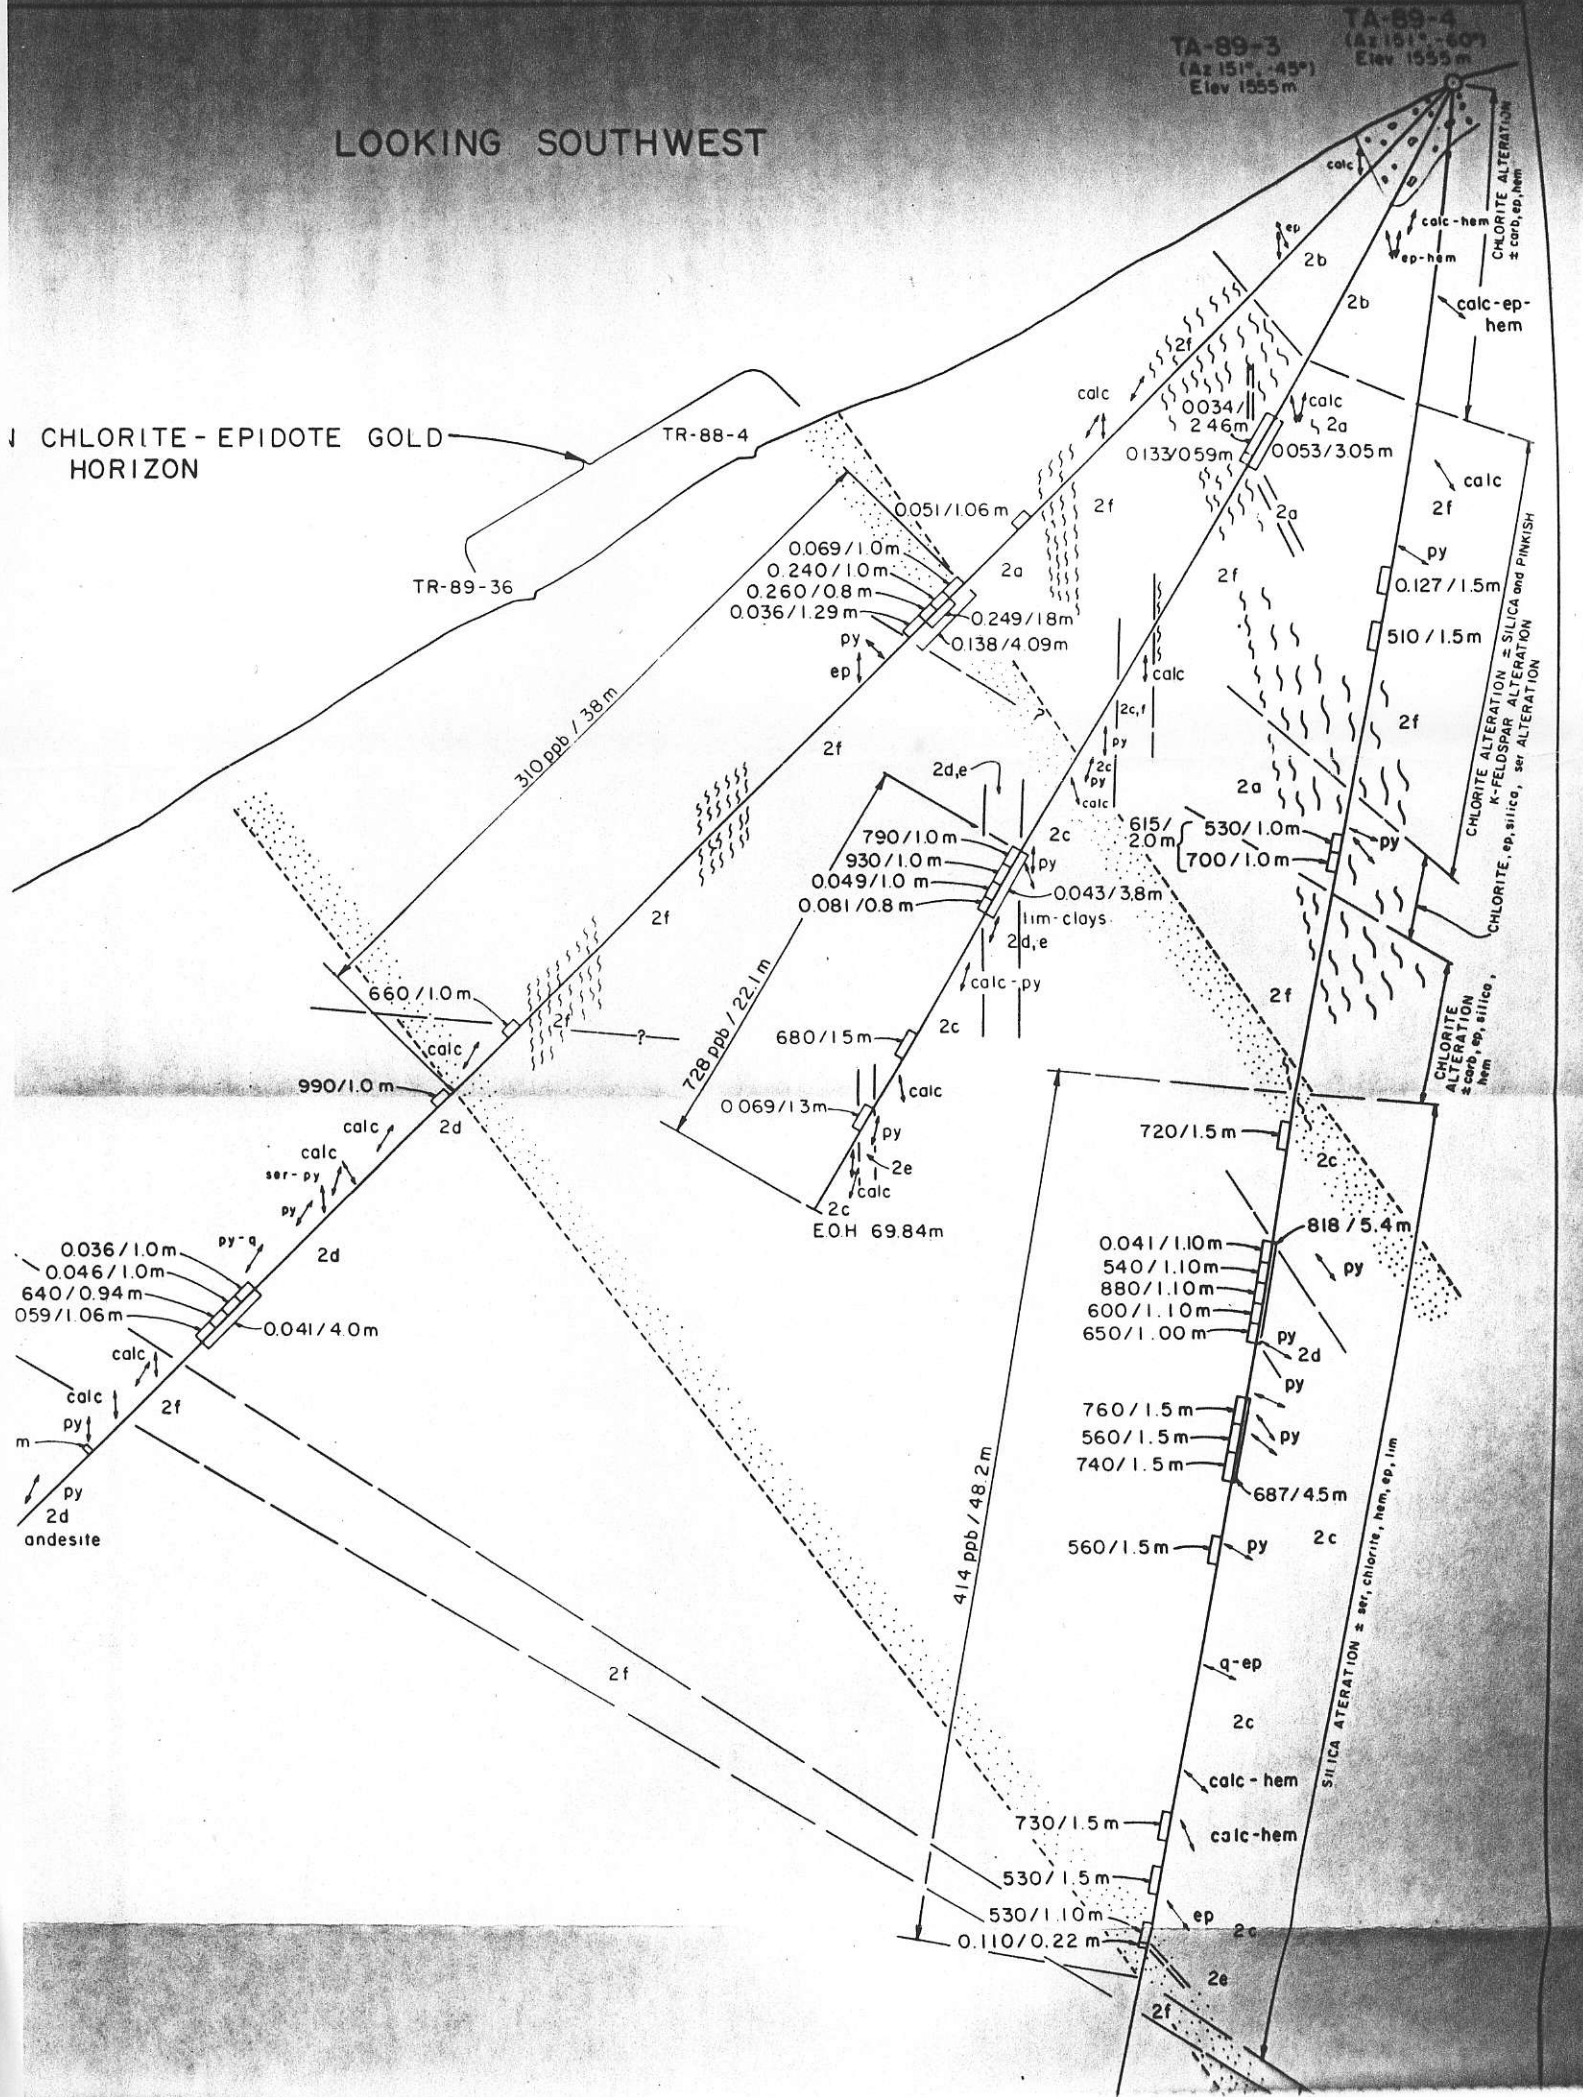 TA-89-3
(Az 151°, -45°)
Elev 1555m
TA-89-4
(Az 151°, -60°)
Elev 1555m
LOOKING SOUTHWEST
CHLORITE ALTERATION
± carb, ep, hem
calc
calc-hem
ep-hem
ep
2b
2b
calc-ep-
hem
2f
calc
0.034/
2.46m
calc
2a
0.133/0.59m
0.053/3.05m
CHLORITE-EPIDOTE GOLD
HORIZON
TR-88-4
TR-89-36
calc
2f
2f
2a
py
0.051/1.06m
0.069/1.0m
0.240/1.0m
0.260/0.8m
0.036/1.29m
2a
2f
0.127/1.5m
0.249/18m
0.138/4.09m
510/1.5m
py
ep
calc
CHLORITE ALTERATION ± SILICA and PINKISH
K-FELDSPAR ALTERATION
CHLORITE, ep, silica, ser ALTERATION
310 ppb / 38m
?
2c,f
2f
2f
py
2d,e
2c
py
calc
2a
790/1.0m
930/1.0m
0.049/1.0m
0.081/0.8m
2c
py
0.043/3.8m
lim-clays
2d,e
615/
2.0m
530/1.0m
700/1.0m
py
2f
calc-py
728 ppb / 22.1m
2f
660/1.0m
2f
?
680/15m
2c
CHLORITE
ALTERATION
± carb, ep, silica,
hem
calc
990/1.0m
2d
calc
0.069/13m
py
2e
calc
2c
E.O.H 69.84m
720/1.5m
2c
calc
calc
ser-py
py
py-q
2d
0.036/1.0m
0.046/1.0m
640/0.94m
059/1.06m
0.041/4.0m
818/5.4m
0.041/1.10m
540/1.10m
880/1.10m
600/1.10m
650/1.00m
py
py
2d
py
calc
calc
py
m
2f
py
2d
andesite
760/1.5m
560/1.5m
740/1.5m
py
687/4.5m
414 ppb / 48.2m
560/1.5m
py
2c
SILICA ATERATION ± ser, chlorite, hem, ep, lim
2f
q-ep
2c
calc-hem
730/1.5m
calc-hem
530/1.5m
530/1.10m
ep
2c
0.110/0.22m
2e
2f